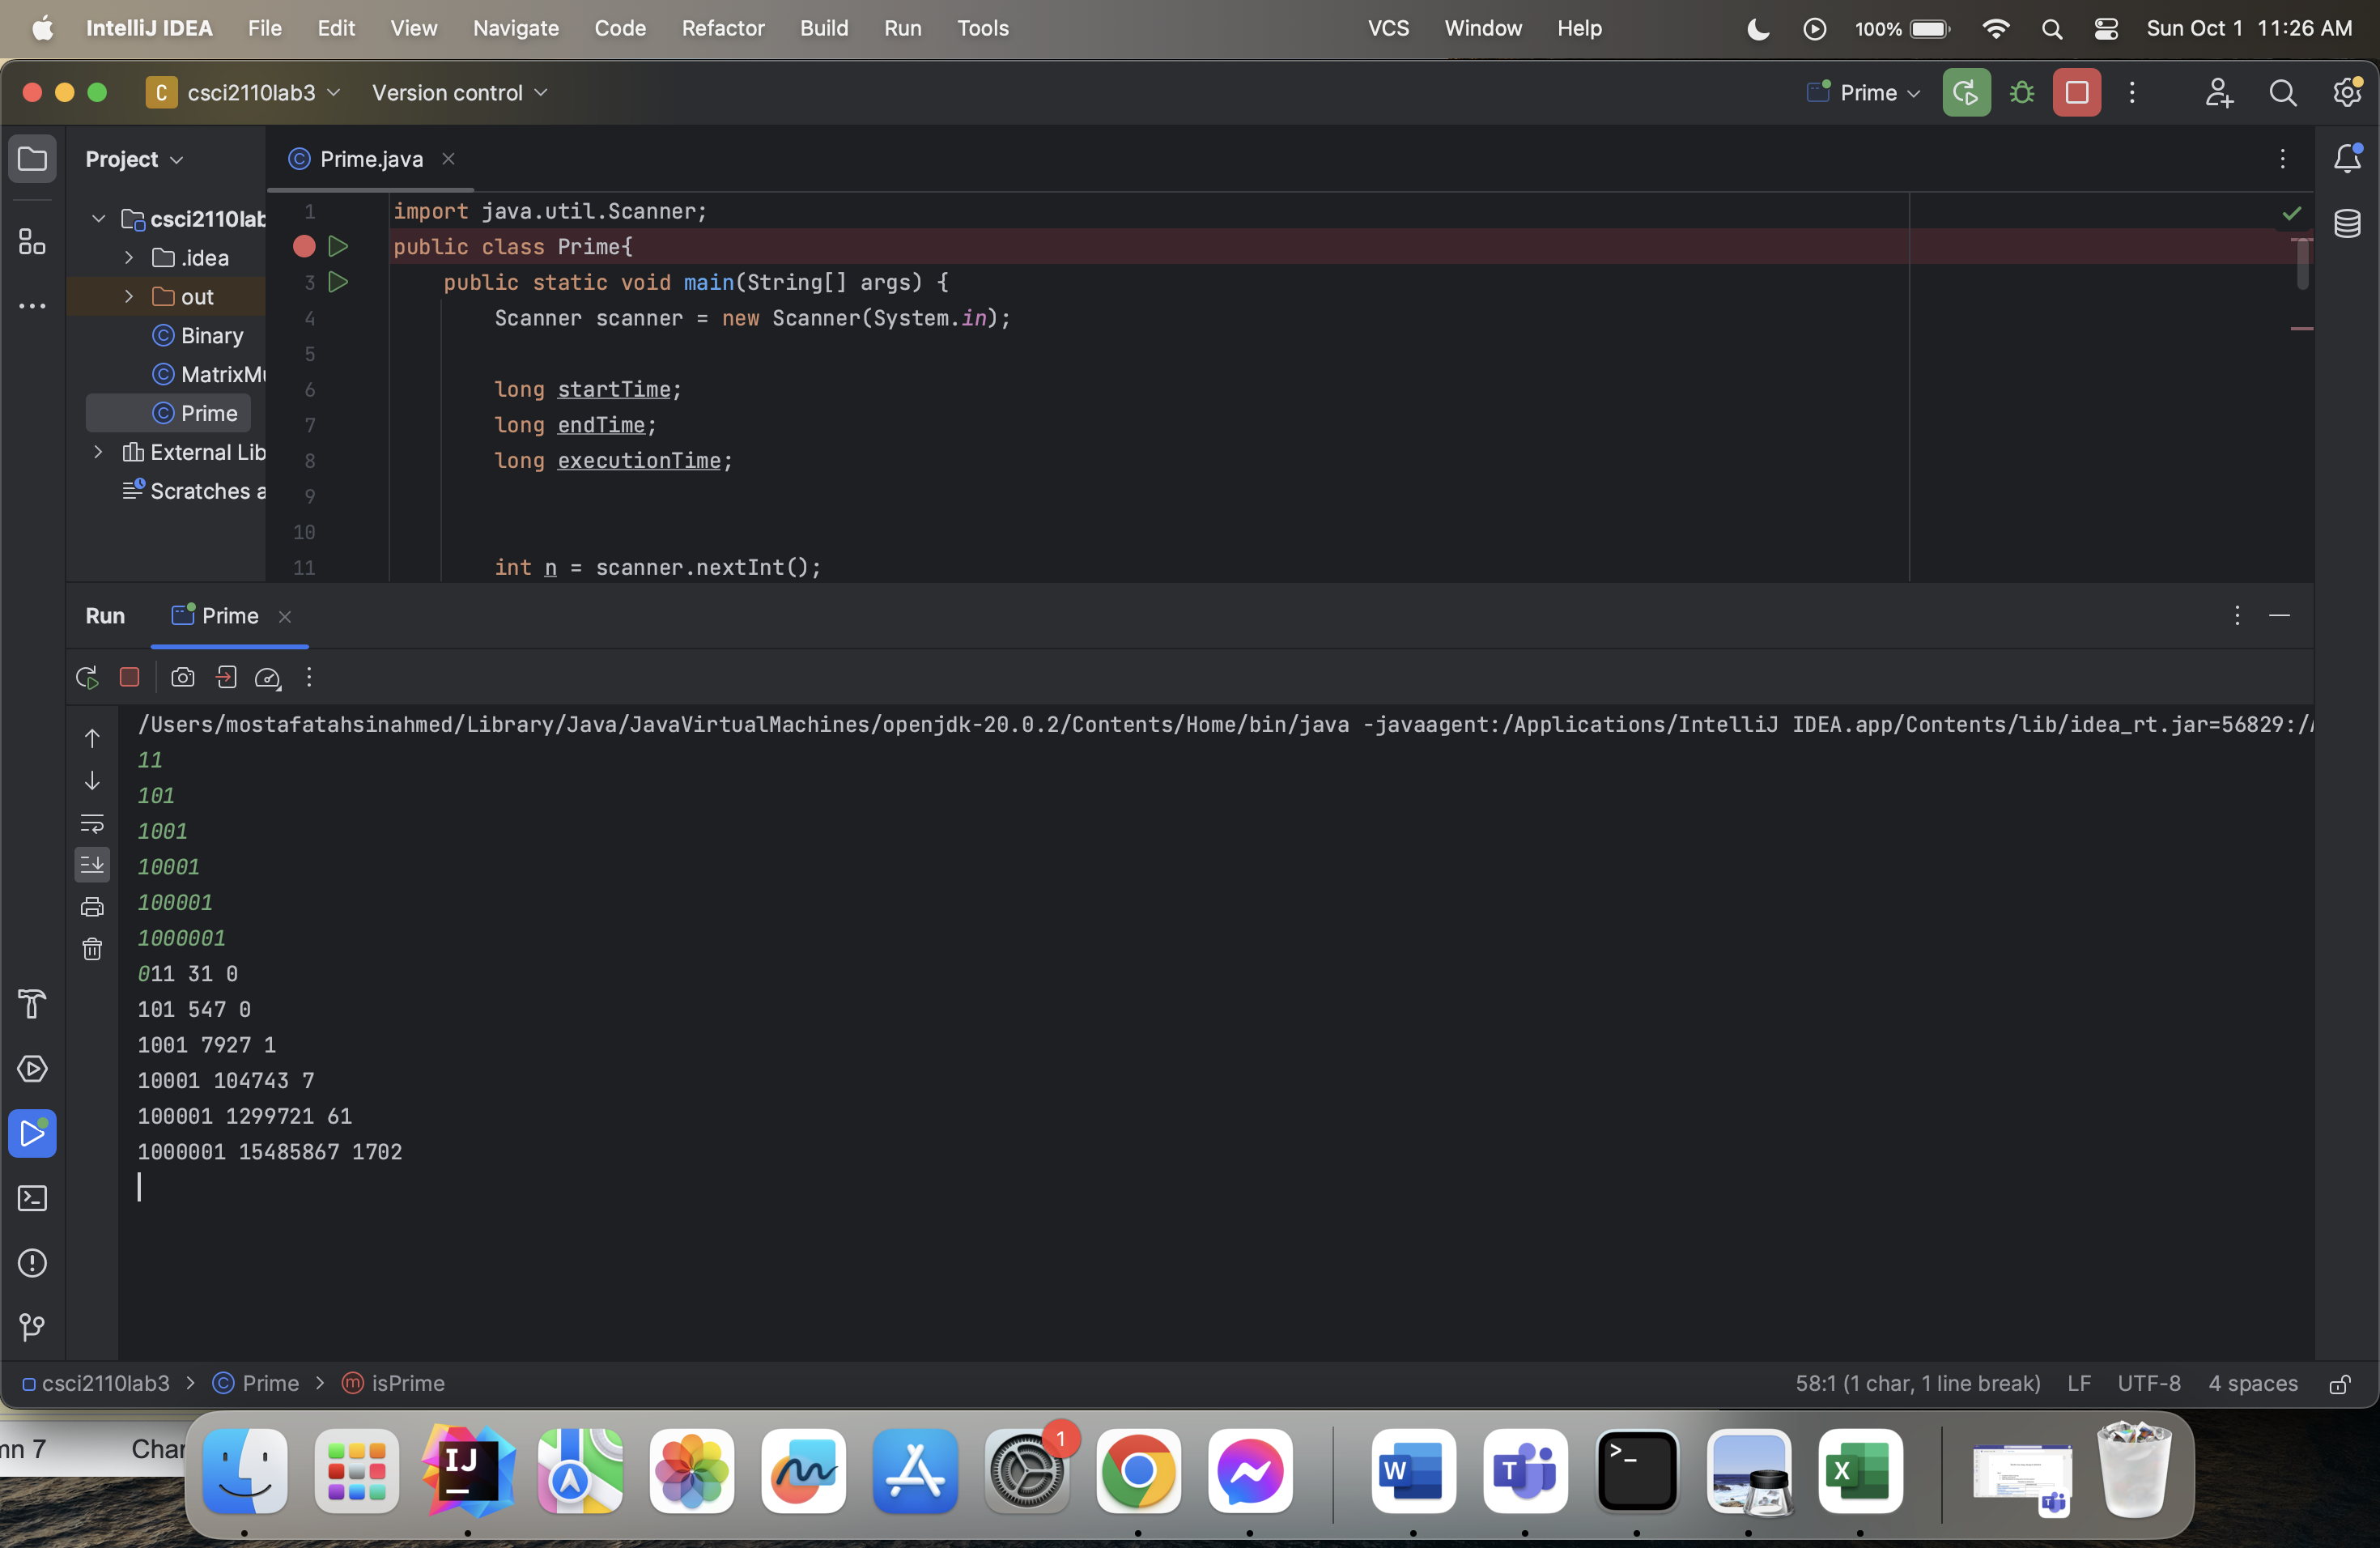 IntelliJ IDEA File Edit View Navigate Code Refactor Build Run Tools VCS Window Help 100% Sun Oct 1 11:26 AM
C csci2110lab3 Version control Prime
Project
Prime.java
csci2110lab
.idea
out
Binary
MatrixMu
Prime
External Lib
Scratches a
1 import java.util.Scanner;
public class Prime{
3 public static void main(String[] args) {
4 Scanner scanner = new Scanner(System.in);
5
6 long startTime;
7 long endTime;
8 long executionTime;
9
10
11 int n = scanner.nextInt();
Run Prime
/Users/mostafatahsinahmed/Library/Java/JavaVirtualMachines/openjdk-20.0.2/Contents/Home/bin/java -javaagent:/Applications/IntelliJ IDEA.app/Contents/lib/idea_rt.jar=56829:/
11
101
1001
10001
100001
1000001
011 31 0
101 547 0
1001 7927 1
10001 104743 7
100001 1299721 61
1000001 15485867 1702
csci2110lab3 > Prime > isPrime
58:1 (1 char, 1 line break) LF UTF-8 4 spaces
mn 7 Char
IJ
1
W
T
>_
X